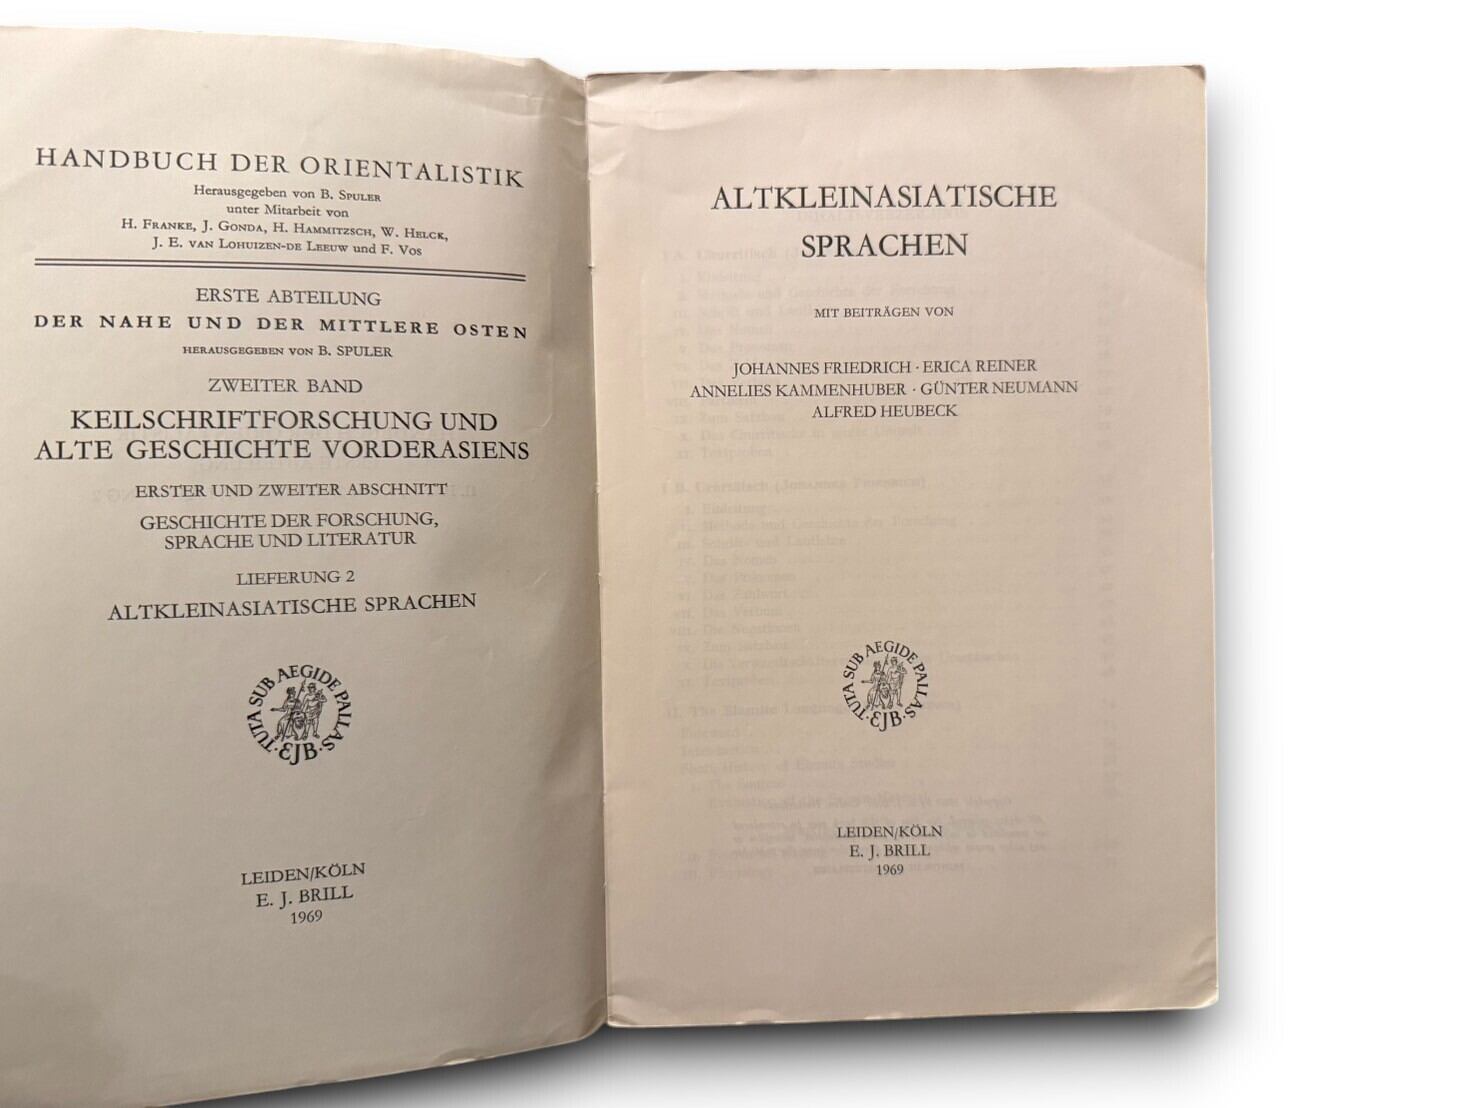 HANDBUCH DER ORIENTALISTIK
Herausgegeben von B. SPULER
unter Mitarbeit von
H. FRANKE, J. GONDA, H. HAMMITZSCH, W. HELCK,
J. E. VAN LOHUIZEN-DE LEEUW und F. VOS
ERSTE ABTEILUNG
DER NAHE UND DER MITTLERE OSTEN
HERAUSGEGEBEN VON B. SPULER
ZWEITER BAND
KEILSCHRIFTFORSCHUNG UND
ALTE GESCHICHTE VORDERASIENS
ERSTER UND ZWEITER ABSCHNITT
GESCHICHTE DER FORSCHUNG,
SPRACHE UND LITERATUR
LIEFERUNG 2
ALTKLEINASIATISCHE SPRACHEN
TUTA SUB AEGIDE PALLAS
EJB
LEIDEN/KÖLN
E. J. BRILL
1969
ALTKLEINASIATISCHE
SPRACHEN
MIT BEITRÄGEN VON
JOHANNES FRIEDRICH · ERICA REINER
ANNELIES KAMMENHUBER · GÜNTER NEUMANN
ALFRED HEUBECK
TUTA SUB AEGIDE PALLAS
EJB
LEIDEN/KÖLN
E. J. BRILL
1969